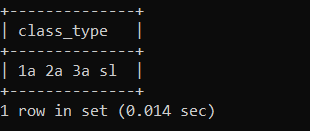 +--------------+
| class_type   |
+--------------+
| 1a 2a 3a sl  |
+--------------+
1 row in set (0.014 sec)